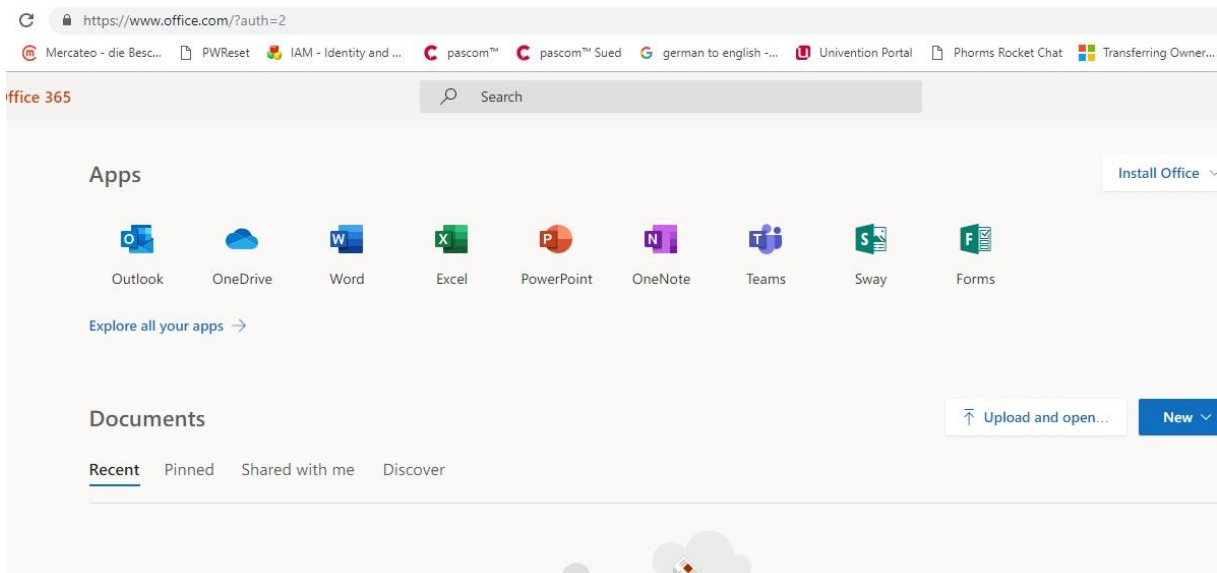 https://www.office.com/?auth=2
Mercateo - die Besc... PWReset IAM - Identity and ... pascom™ pascom™ Sued german to english -... Univention Portal Phorms Rocket Chat Transferring Owner...
ffice 365 Search
Apps Install Office
Outlook OneDrive Word Excel PowerPoint OneNote Teams Sway Forms
Explore all your apps →
Documents Upload and open... New
Recent Pinned Shared with me Discover